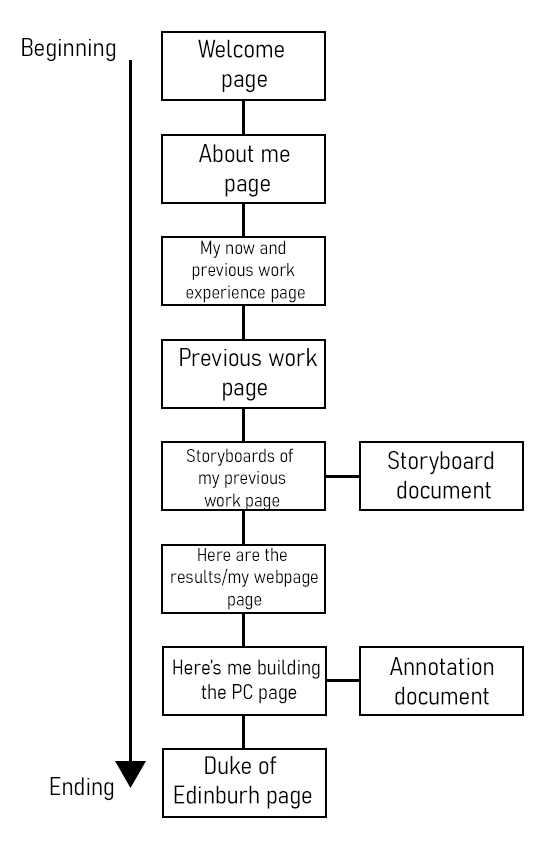 Beginning
Welcome
page
About me
page
My now and
previous work
experience page
Previous work
page
Storyboards of
my previous
work page
Storyboard
document
Here are the
results/my webpage
page
Here's me building
the PC page
Annotation
document
Duke of
Edinburh page
Ending